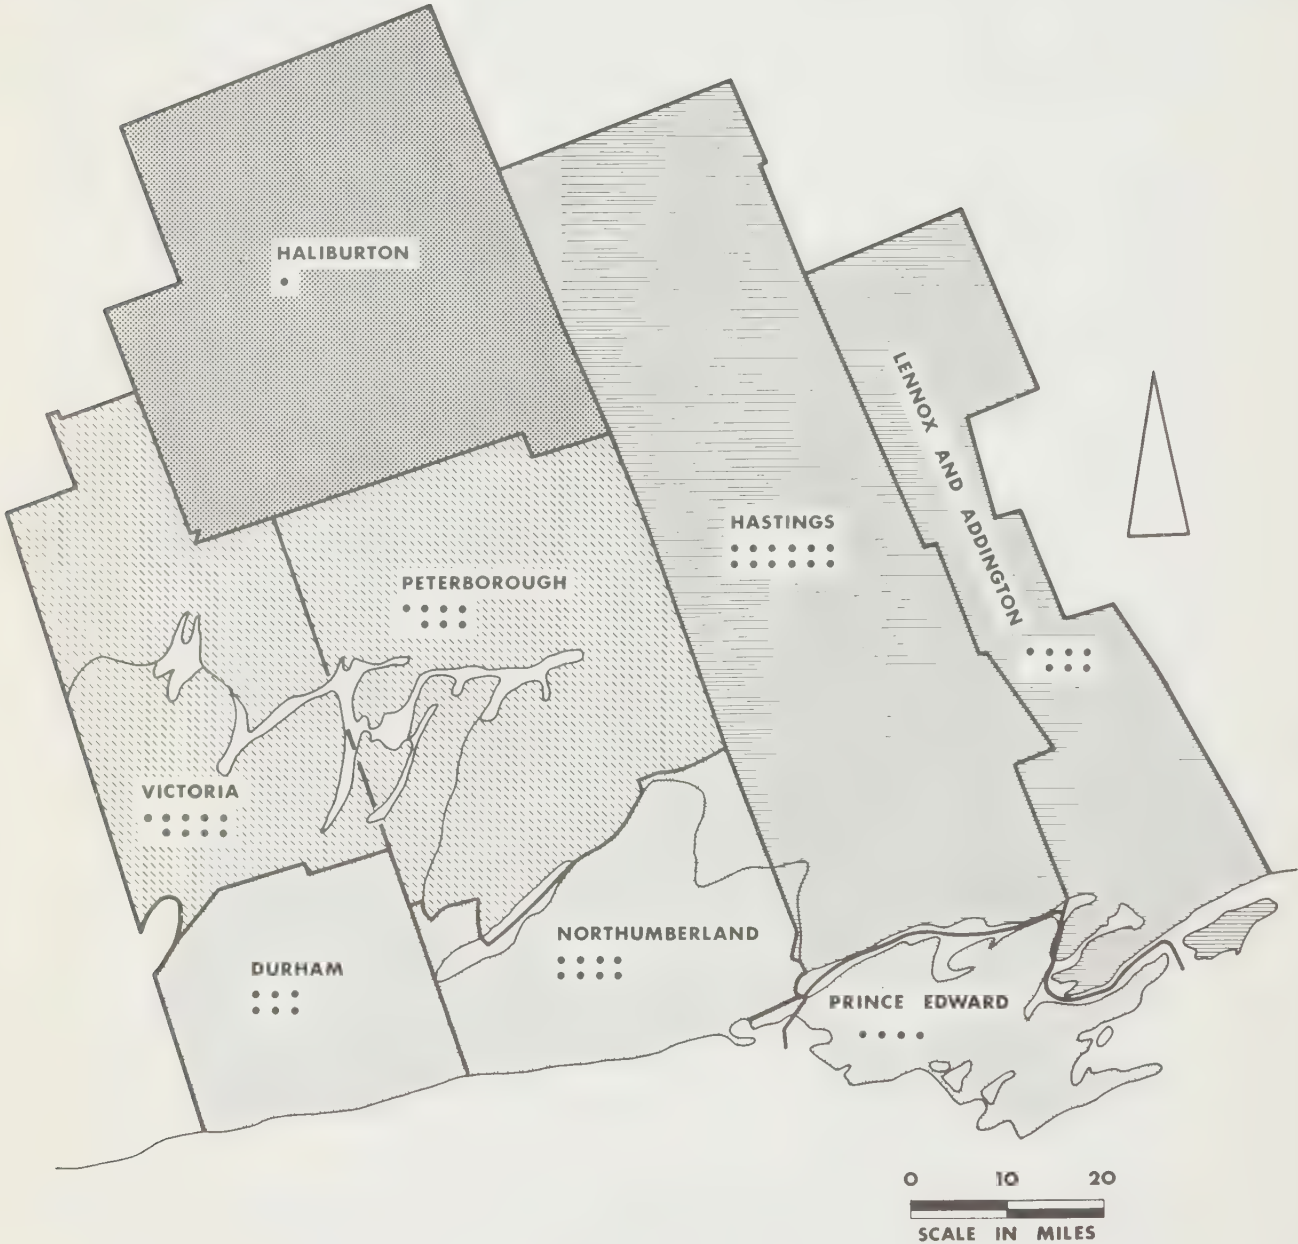 HALIBURTON
LENNOX AND ADDINGTON
HASTINGS
PETERBOROUGH
VICTORIA
NORTHUMBERLAND
DURHAM
PRINCE EDWARD
0 10 20
SCALE IN MILES